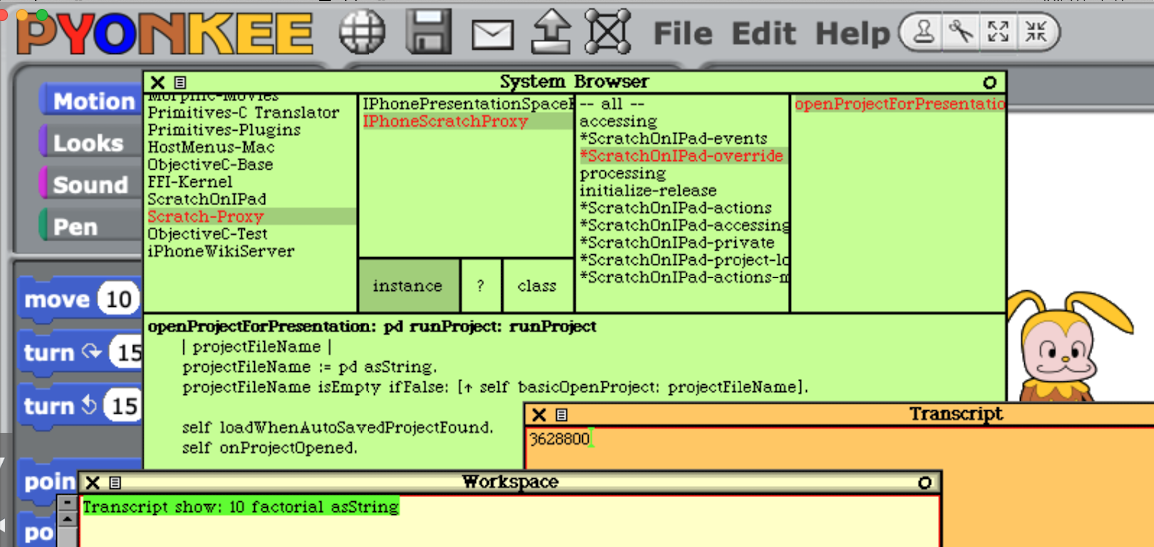 PYONKEE File Edit Help
Motion
Looks
Sound
Pen
move 10
turn 15
turn 15
poin
po
System Browser
Morphic-Movies
Primitives-C Translator
Primitives-Plugins
HostMenus-Mac
ObjectiveC-Base
FFI-Kernel
ScratchOnIPad
Scratch-Proxy
ObjectiveC-Test
iPhoneWikiServer
IPhonePresentationSpaceE
IPhoneScratchProxy
instance ? class
-- all --
accessing
*ScratchOnIPad-events
*ScratchOnIPad-override
processing
initialize-release
*ScratchOnIPad-actions
*ScratchOnIPad-accessing
*ScratchOnIPad-private
*ScratchOnIPad-project-lo
*ScratchOnIPad-actions-m
openProjectForPresentatio
openProjectForPresentation: pd runProject: runProject
| projectFileName |
projectFileName := pd asString.
projectFileName isEmpty ifFalse: [↑ self basicOpenProject: projectFileName].
self loadWhenAutoSavedProjectFound.
self onProjectOpened.
Transcript
3628800
Workspace
Transcript show: 10 factorial asString